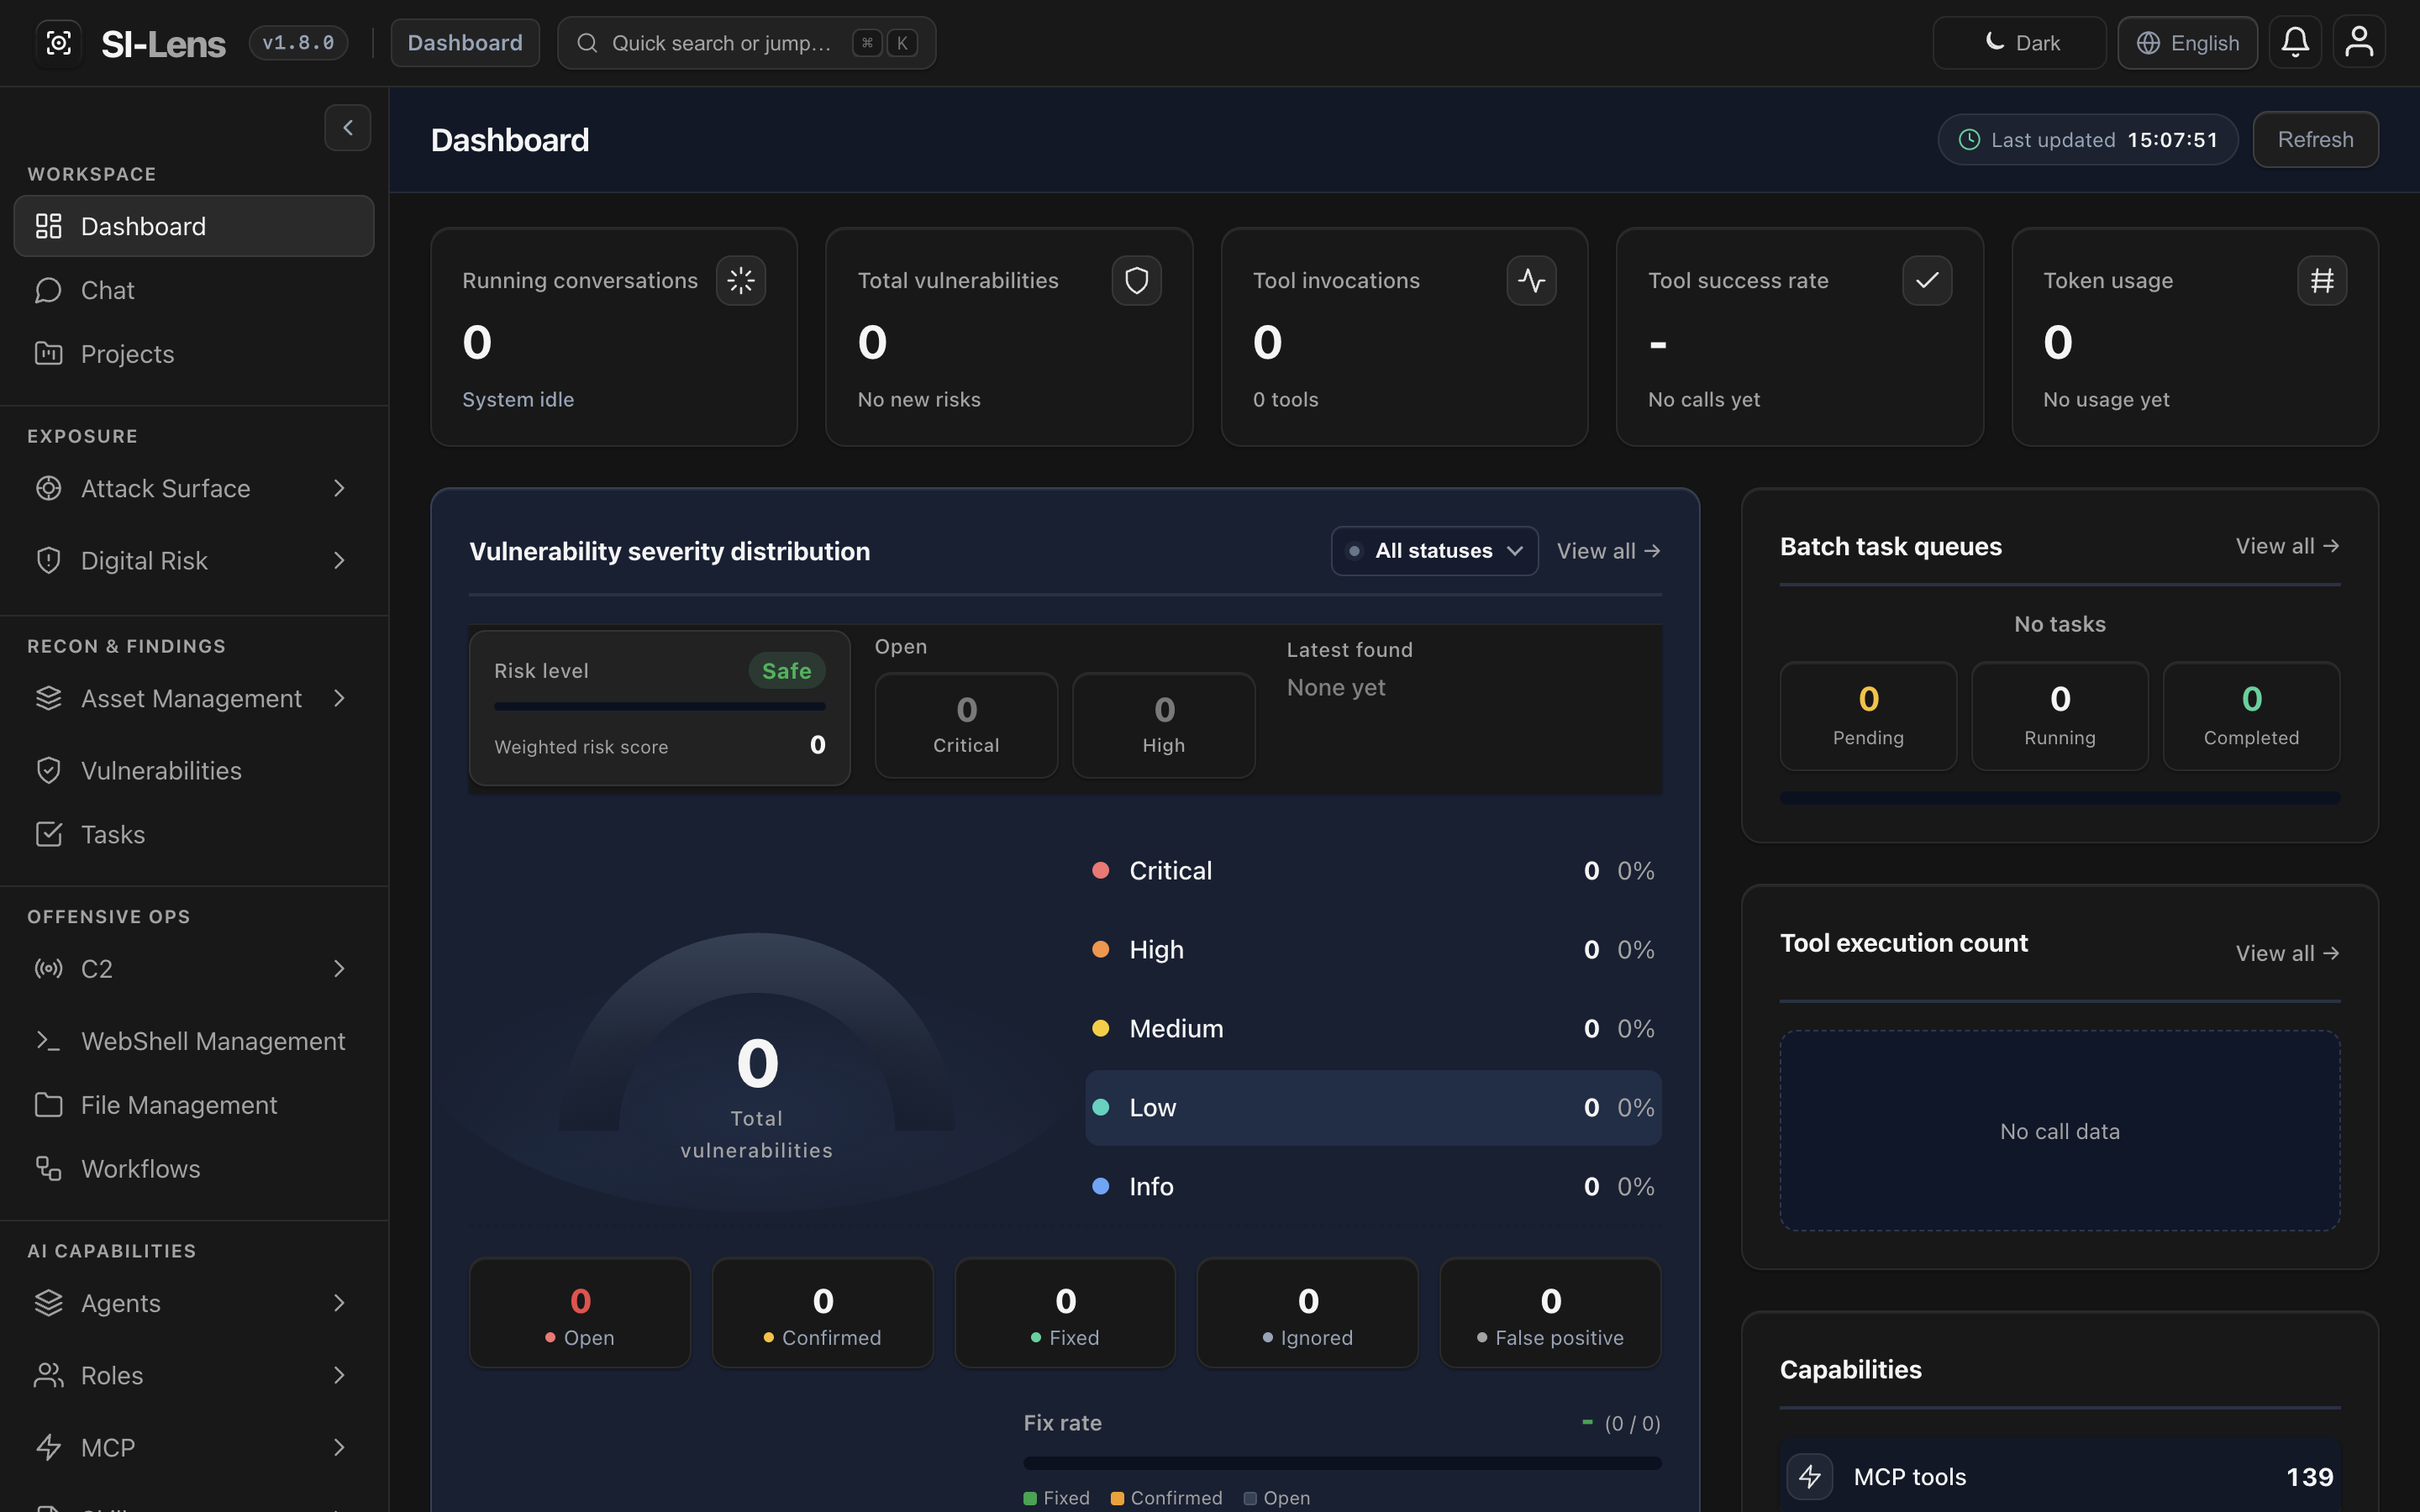 SI-Lens v1.8.0 Dashboard Quick search or jump... ⌘ K Dark English
WORKSPACE
Dashboard
Chat
Projects
EXPOSURE
Attack Surface
Digital Risk
RECON & FINDINGS
Asset Management
Vulnerabilities
Tasks
OFFENSIVE OPS
C2
WebShell Management
File Management
Workflows
AI CAPABILITIES
Agents
Roles
MCP
Dashboard
Last updated 15:07:51 Refresh
Running conversations
0
System idle
Total vulnerabilities
0
No new risks
Tool invocations
0
0 tools
Tool success rate
-
No calls yet
Token usage
0
No usage yet
Vulnerability severity distribution All statuses View all →
Risk level Safe
Weighted risk score 0
Open
0
Critical
0
High
Latest found
None yet
0
Total
vulnerabilities
Critical 0 0%
High 0 0%
Medium 0 0%
Low 0 0%
Info 0 0%
0
Open
0
Confirmed
0
Fixed
0
Ignored
0
False positive
Fix rate - (0 / 0)
Fixed Confirmed Open
Batch task queues View all →
No tasks
0
Pending
0
Running
0
Completed
Tool execution count View all →
No call data
Capabilities
MCP tools 139